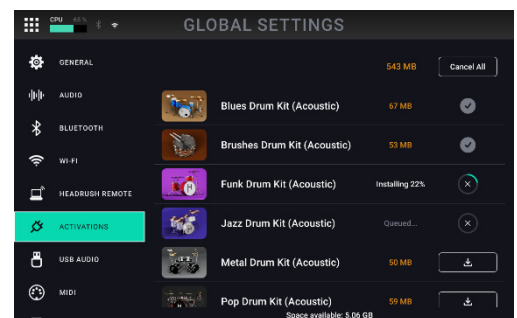 CPU 65% GLOBAL SETTINGS
GENERAL
543 MB Cancel All
AUDIO
Blues Drum Kit (Acoustic) 67 MB
BLUETOOTH
Brushes Drum Kit (Acoustic) 53 MB
WI-FI
Funk Drum Kit (Acoustic) Installing 22%
HEADRUSH REMOTE
ACTIVATIONS
Jazz Drum Kit (Acoustic) Queued...
USB AUDIO
Metal Drum Kit (Acoustic) 50 MB
MIDI
Pop Drum Kit (Acoustic) 59 MB
Space available: 5.06 GB